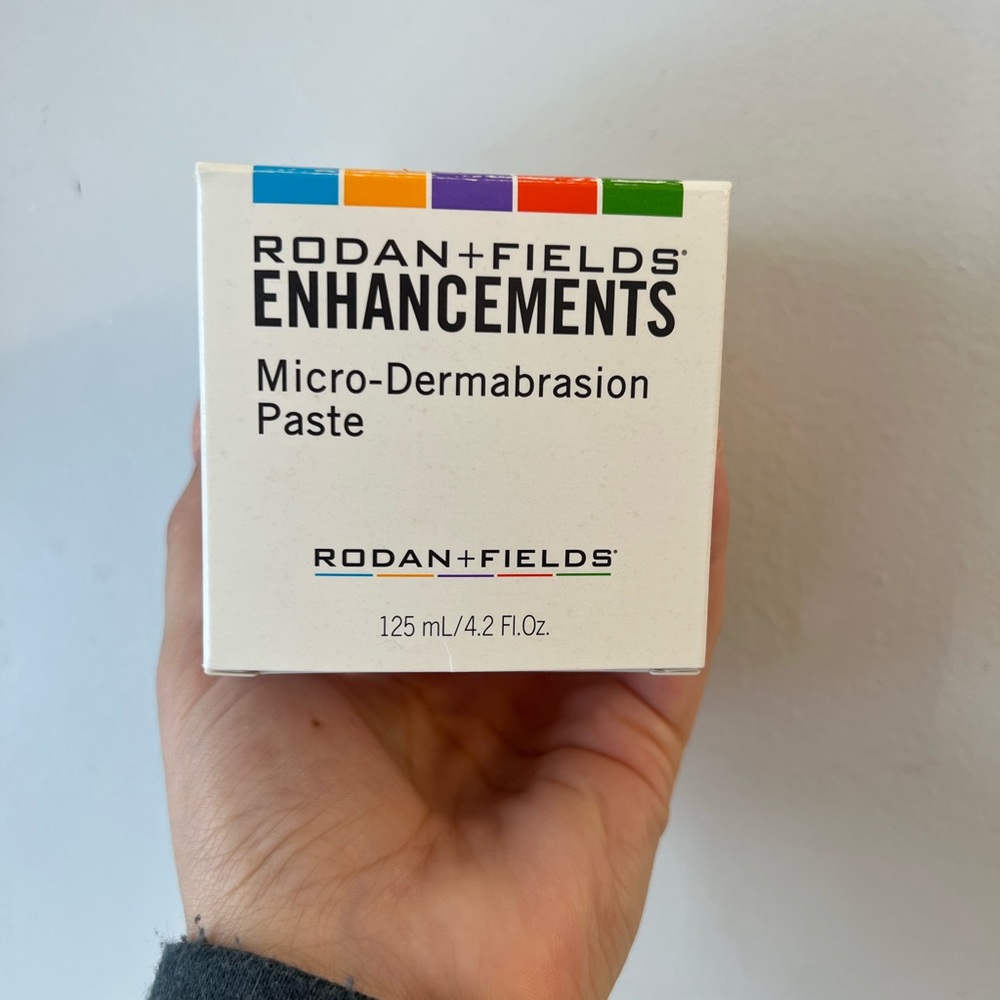 RODAN+FIELDS®
ENHANCEMENTS
Micro-Dermabrasion
Paste
RODAN+FIELDS®
125 mL/4.2 Fl.Oz.